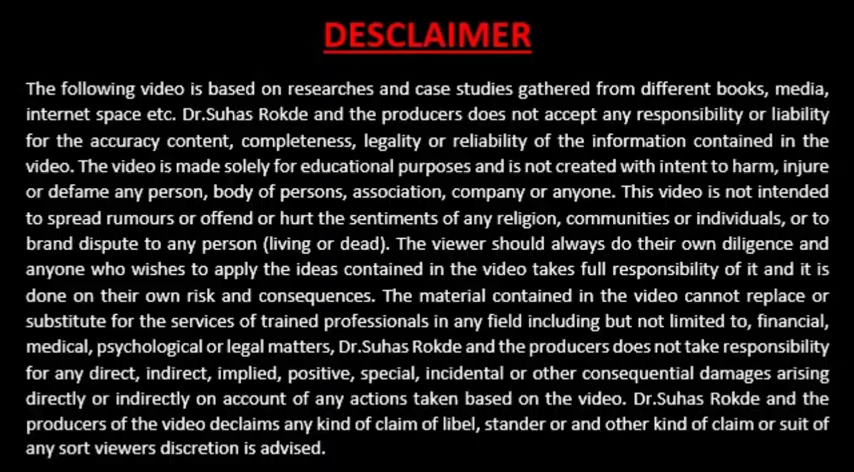 DESCLAIMER
The following video is based on researches and case studies gathered from different books, media,
internet space etc. Dr.Suhas Rokde and the producers does not accept any responsibility or liability
for the accuracy content, completeness, legality or reliability of the information contained in the
video. The video is made solely for educational purposes and is not created with intent to harm, injure
or defame any person, body of persons, association, company or anyone. This video is not intended
to spread rumours or offend or hurt the sentiments of any religion, communities or individuals, or to
brand dispute to any person (living or dead). The viewer should always do their own diligence and
anyone who wishes to apply the ideas contained in the video takes full responsibility of it and it is
done on their own risk and consequences. The material contained in the video cannot replace or
substitute for the services of trained professionals in any field including but not limited to, financial,
medical, psychological or legal matters, Dr.Suhas Rokde and the producers does not take responsibility
for any direct, indirect, implied, positive, special, incidental or other consequential damages arising
directly or indirectly on account of any actions taken based on the video. Dr.Suhas Rokde and the
producers of the video declaims any kind of claim of libel, stander or and other kind of claim or suit of
any sort viewers discretion is advised.